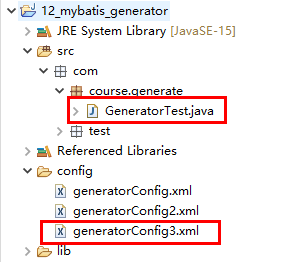 12_mybatis_generator
JRE System Library [JavaSE-15]
src
com
course.generate
GeneratorTest.java
test
Referenced Libraries
config
generatorConfig.xml
generatorConfig2.xml
generatorConfig3.xml
lib